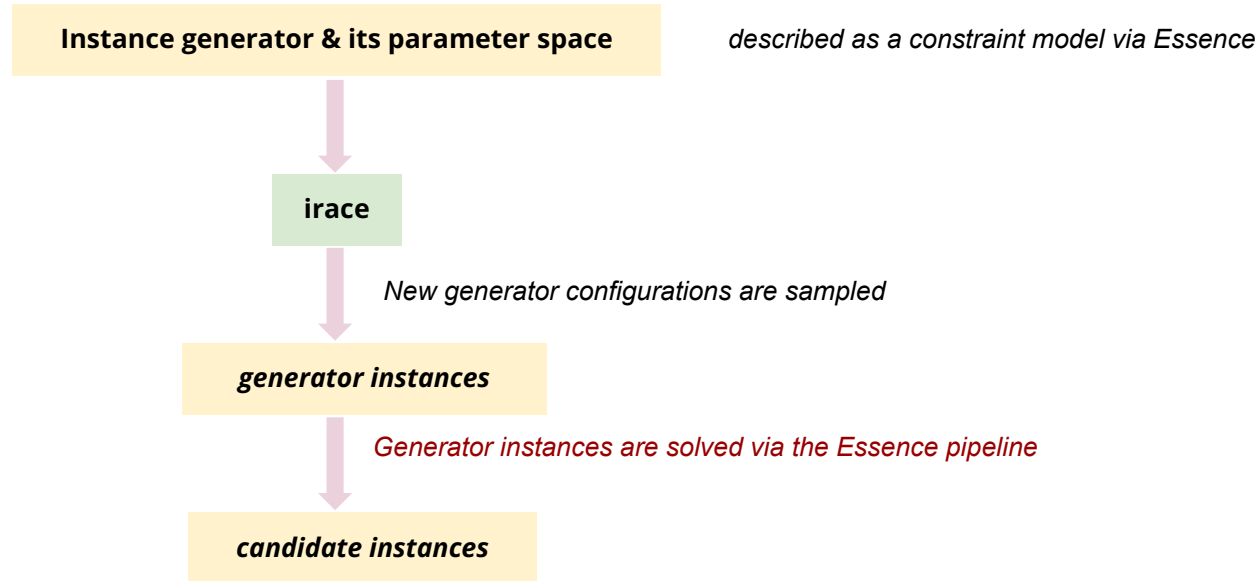 Instance generator & its parameter space
described as a constraint model via Essence
irace
New generator configurations are sampled
generator instances
Generator instances are solved via the Essence pipeline
candidate instances